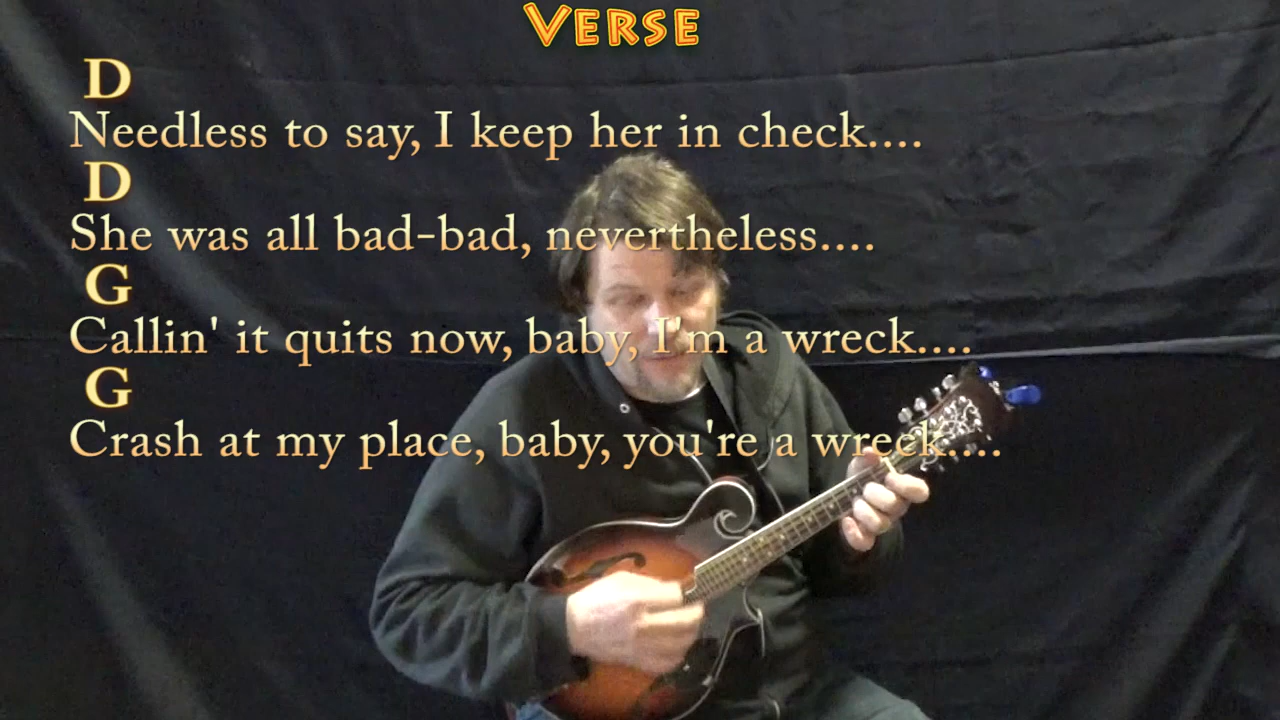 VERSE
D
Needless to say, I keep her in check....
D
She was all bad-bad, nevertheless....
G
Callin' it quits now, baby, I'm a wreck....
G
Crash at my place, baby, you're a wreck....